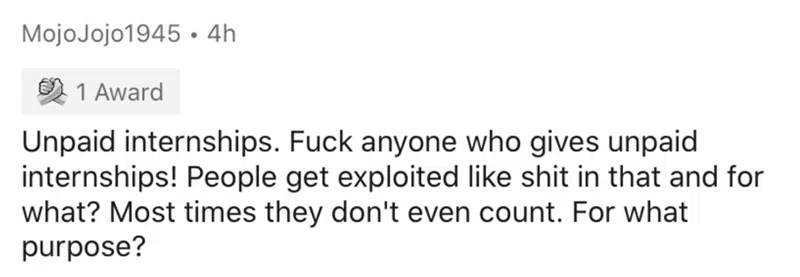 MojoJojo1945 • 4h
1 Award
Unpaid internships. Fuck anyone who gives unpaid
internships! People get exploited like shit in that and for
what? Most times they don't even count. For what
purpose?